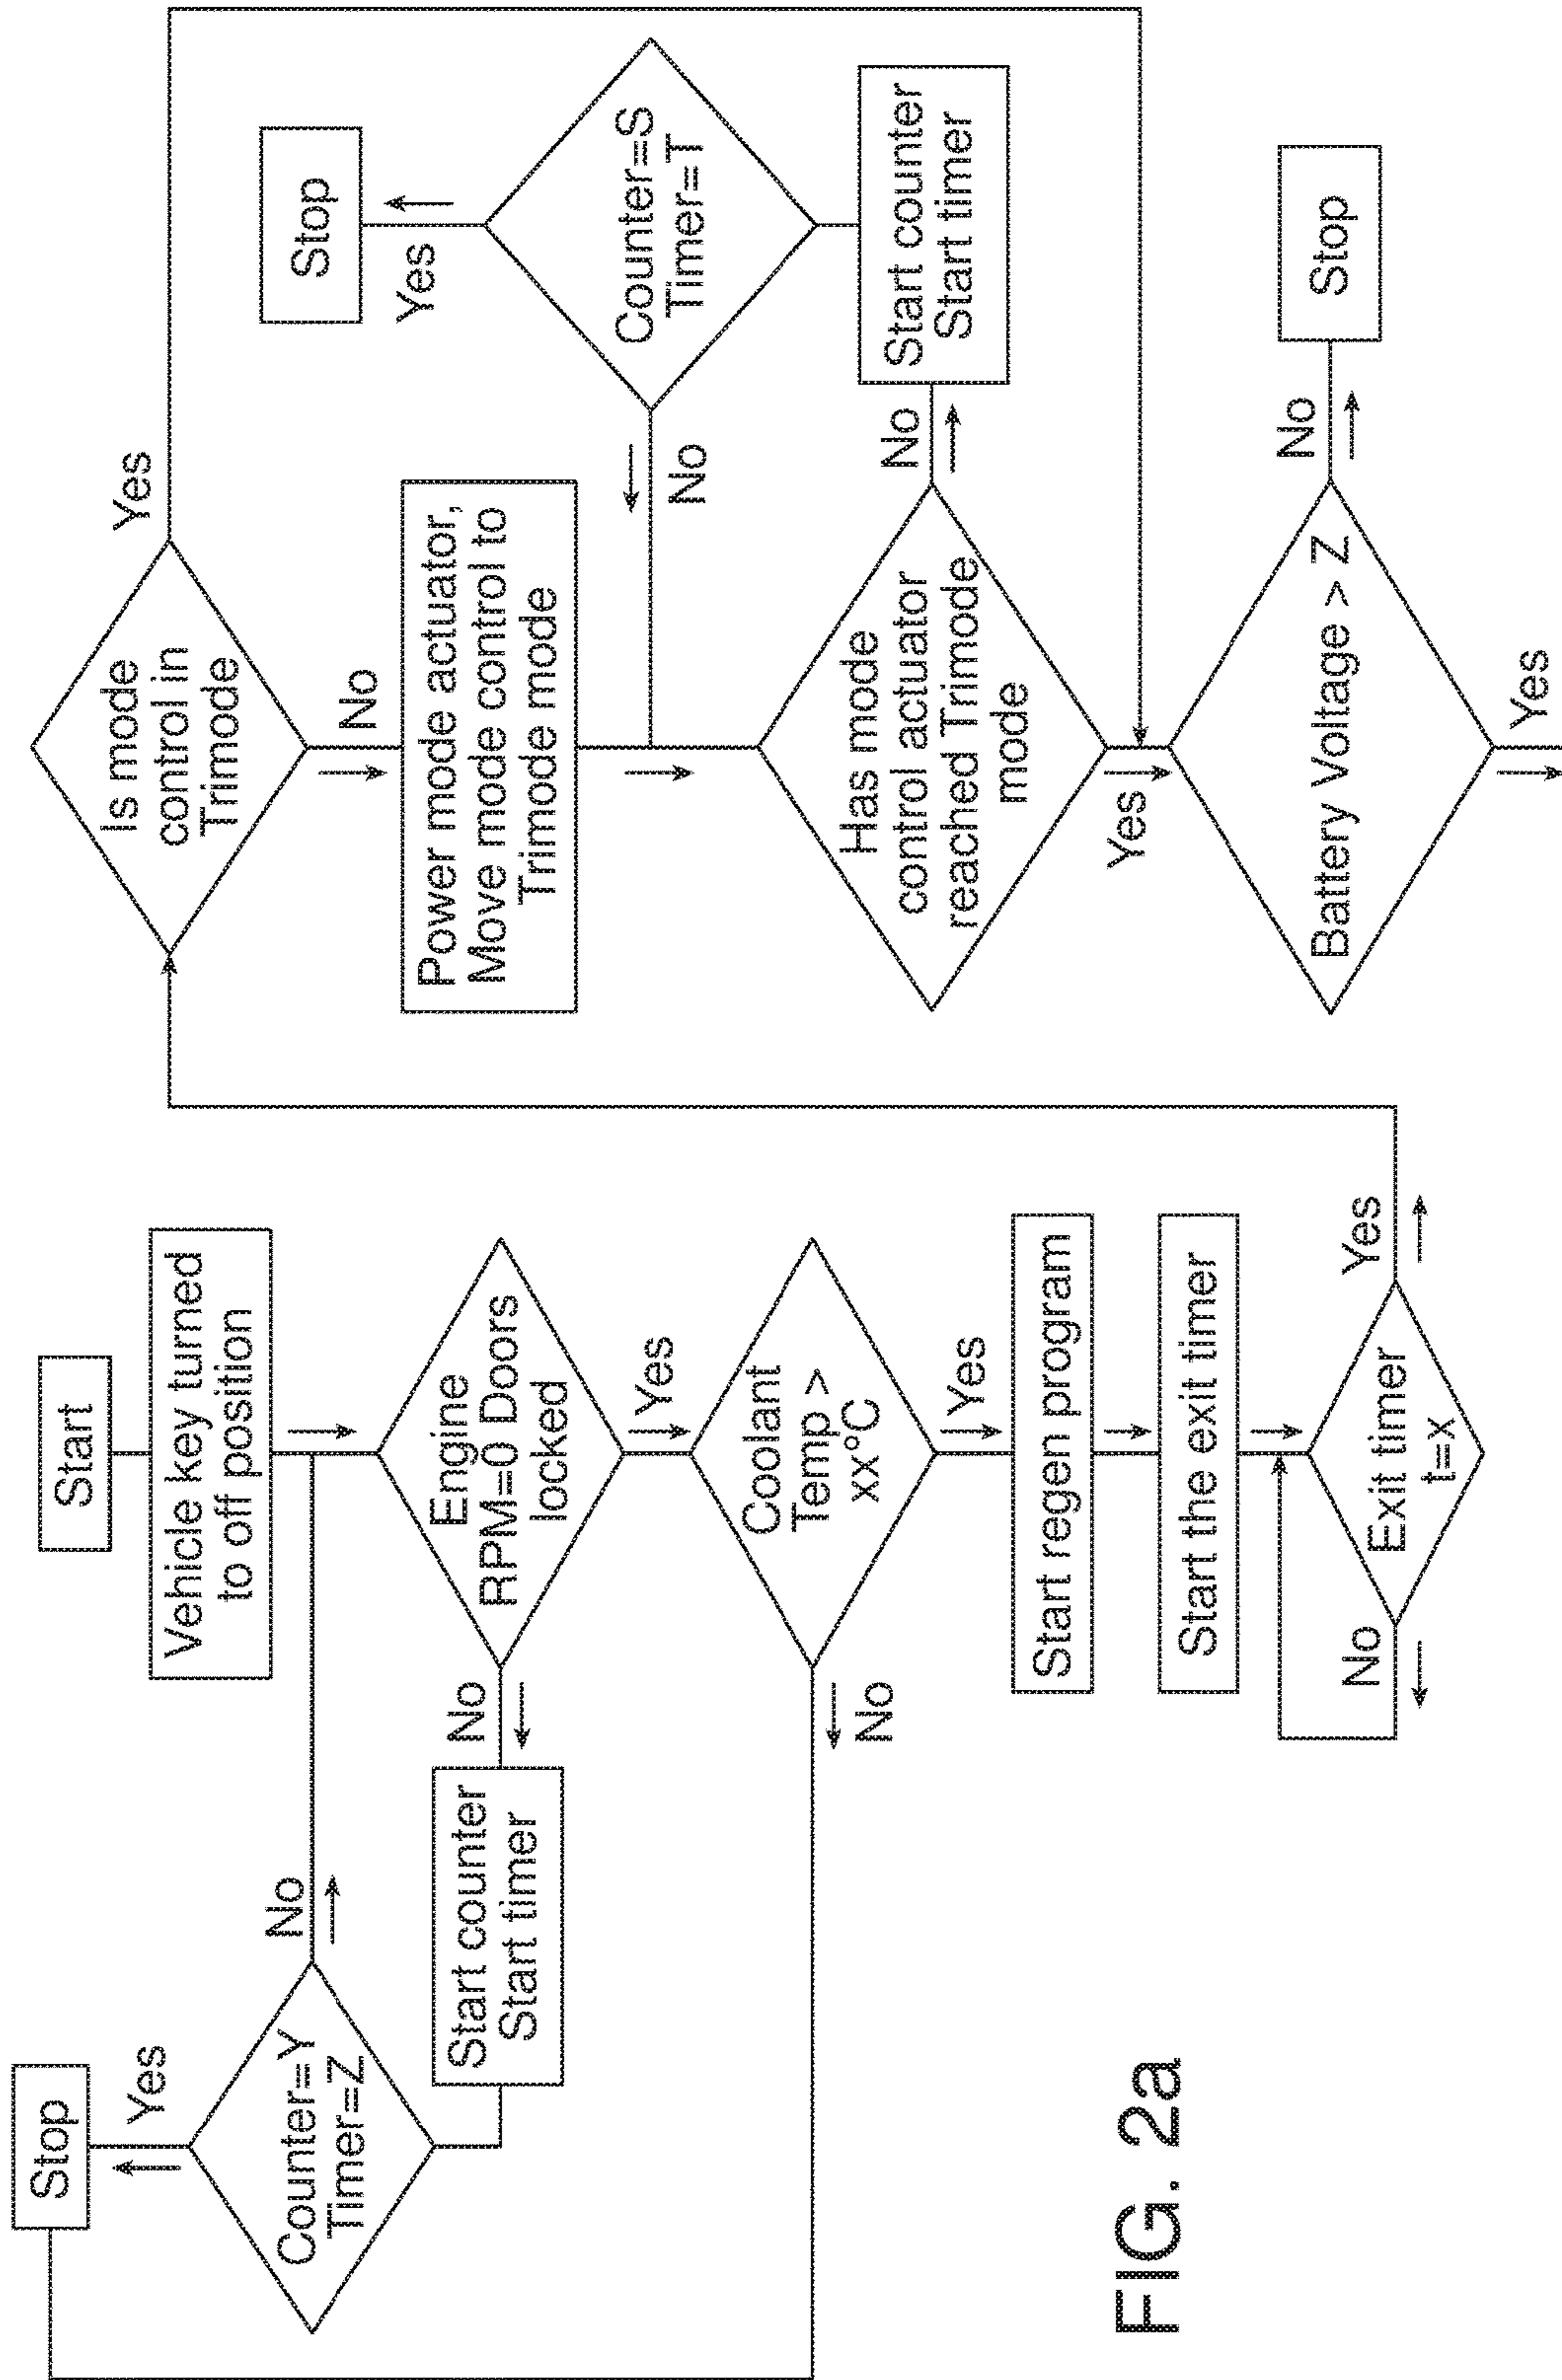 Start
Vehicle key turned
to off position
Engine
RPM=0 Doors
locked
No
Yes
Start counter
Start timer
Counter=Y
Timer=Z
Yes
No
Stop
Coolant
Temp >
xx°C
No
Yes
Start regen program
Start the exit timer
Exit timer
t=x
No
Yes
Is mode
control in
Trimode
Yes
No
Power mode actuator,
Move mode control to
Trimode mode
Has mode
control actuator
reached Trimode
mode
No
Yes
Start counter
Start timer
Counter=S
Timer=T
Yes
No
Stop
Battery Voltage > Z
No
Stop
Yes
FIG. 2a